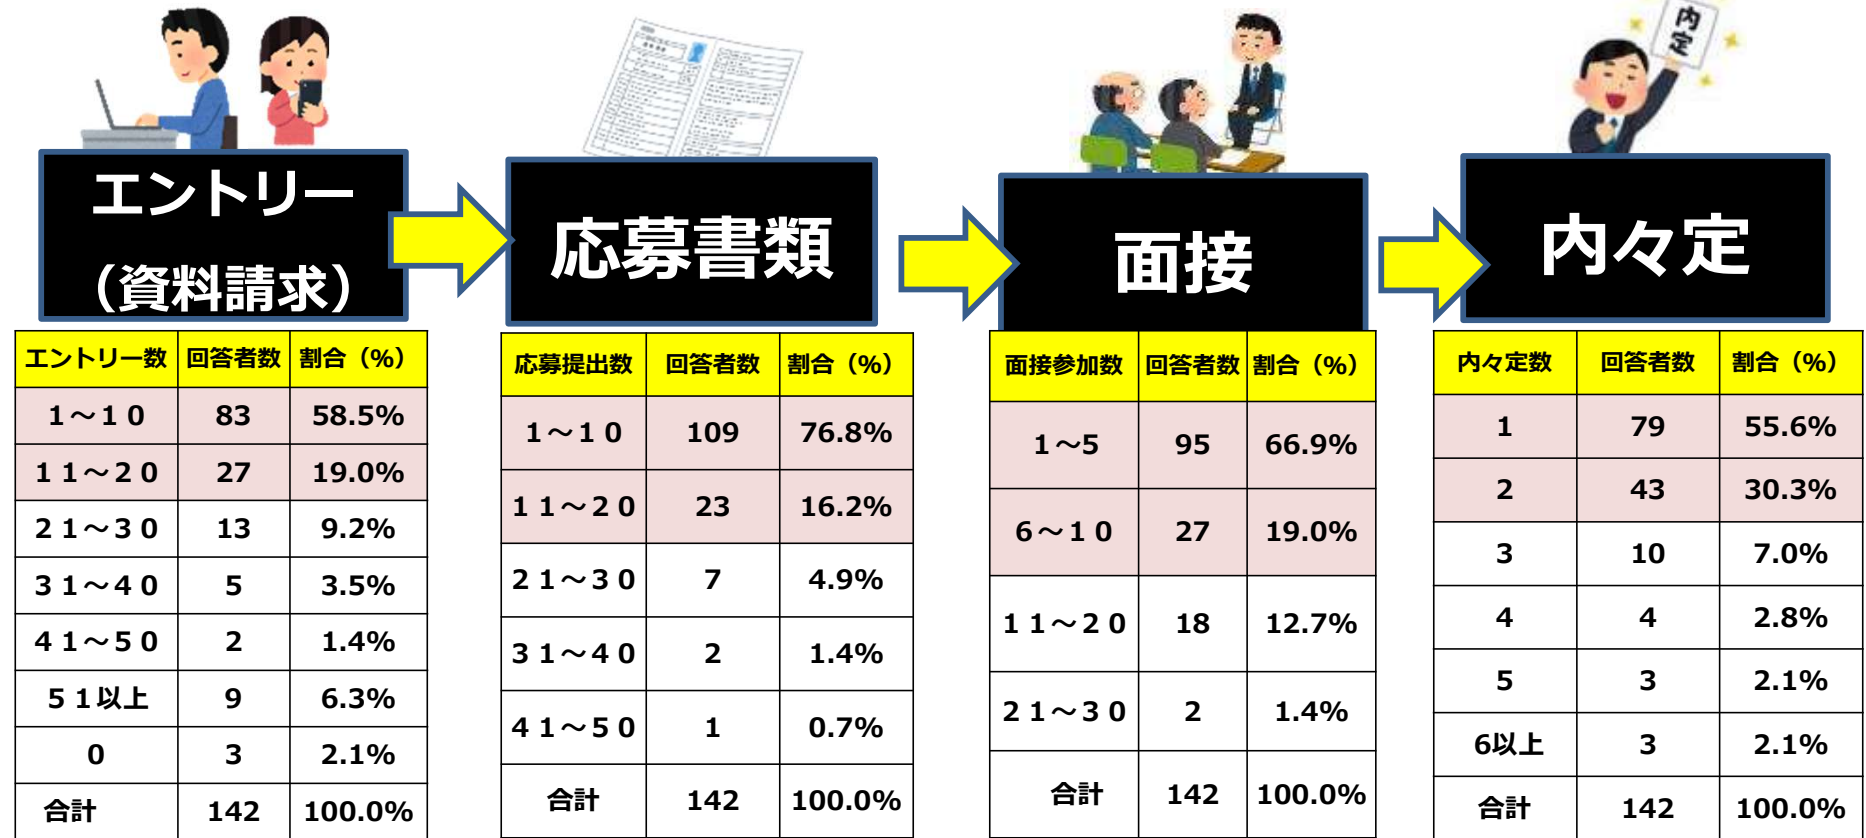 内定
エントリー
（資料請求）
応募書類
面接
内々定
エントリー数 回答者数 割合（%）
１～１０ 83 58.5%
１１～２０ 27 19.0%
２１～３０ 13 9.2%
３１～４０ 5 3.5%
４１～５０ 2 1.4%
５１以上 9 6.3%
0 3 2.1%
合計 142 100.0%
応募提出数 回答者数 割合（%）
１～１０ 109 76.8%
１１～２０ 23 16.2%
２１～３０ 7 4.9%
３１～４０ 2 1.4%
４１～５０ 1 0.7%
合計 142 100.0%
面接参加数 回答者数 割合（%）
１～5 95 66.9%
６～１０ 27 19.0%
１１～２０ 18 12.7%
２１～３０ 2 1.4%
合計 142 100.0%
内々定数 回答者数 割合（%）
1 79 55.6%
2 43 30.3%
3 10 7.0%
4 4 2.8%
5 3 2.1%
6以上 3 2.1%
合計 142 100.0%